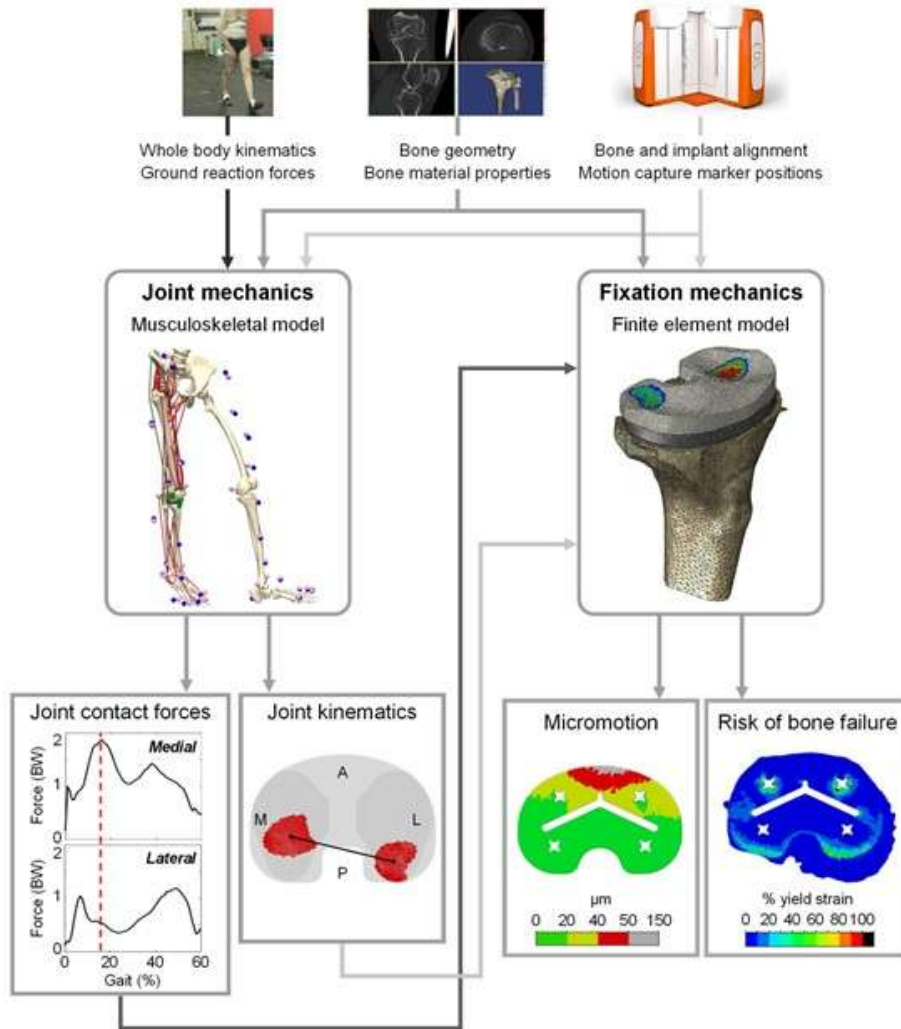 EOS
EOS
Whole body kinematics
Ground reaction forces
Bone geometry
Bone material properties
Bone and implant alignment
Motion capture marker positions
Joint mechanics
Musculoskeletal model
Fixation mechanics
Finite element model
Joint contact forces
Medial
Force (BW)
2
1
0
Lateral
Force (BW)
2
1
0
0 20 40 60
Gait (%)
Joint kinematics
A
M
L
P
Micromotion
µm
0 20 40 50 150
Risk of bone failure
% yield strain
0 20 40 60 80 100